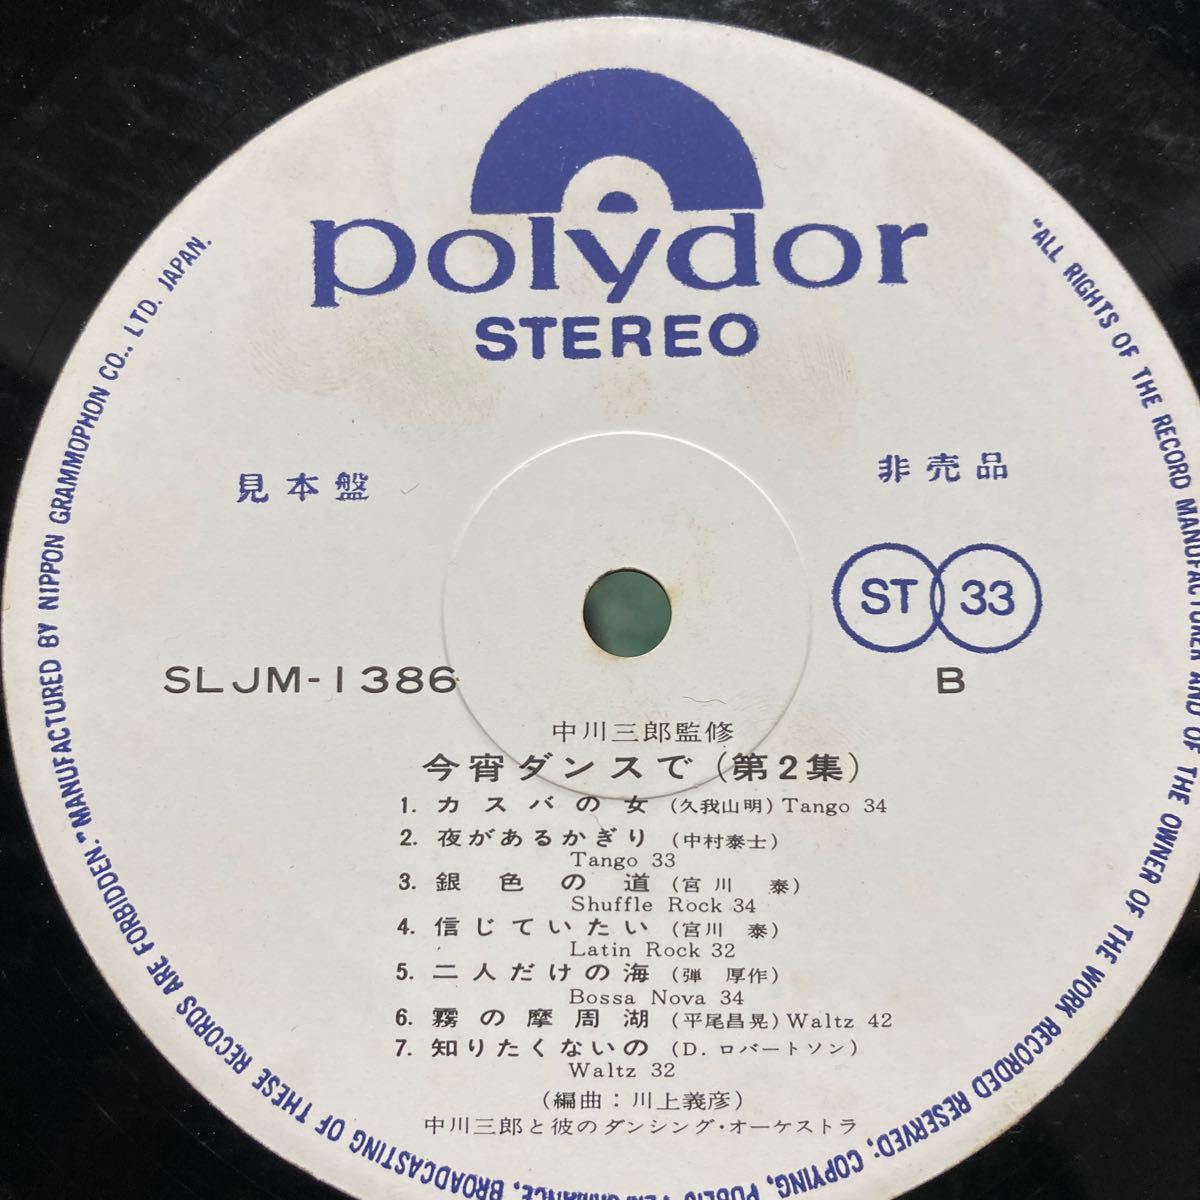 polydor
STEREO
見本盤
非売品
ST 33
SLJM-1386
B
中川三郎監修
今宵ダンスで(第2集)
1. カスバの女 (久我山明) Tango 34
2. 夜があるかぎり (中村泰士)
Tango 33
3. 銀色の道 (宮川 泰)
Shuffle Rock 34
4. 信じていたい (宮川 泰)
Latin Rock 32
5. 二人だけの海 (弾 厚作)
Bossa Nova 34
6. 霧の摩周湖 (平尾昌晃) Waltz 42
7. 知りたくないの (D. ロバートソン)
Waltz 32
(編曲:川上義彦)
中川三郎と彼のダンシング・オーケストラ
"ALL RIGHTS OF THE RECORD MANUFACTURER AND OF THE OWNER OF THE WORK RECORDED RESERVED; COPYING, PUBLIC PERFORMANCE, BROADCASTING OF THESE RECORDS ARE FORBIDDEN." MANUFACTURED BY NIPPON GRAMMOPHON CO., LTD. JAPAN.